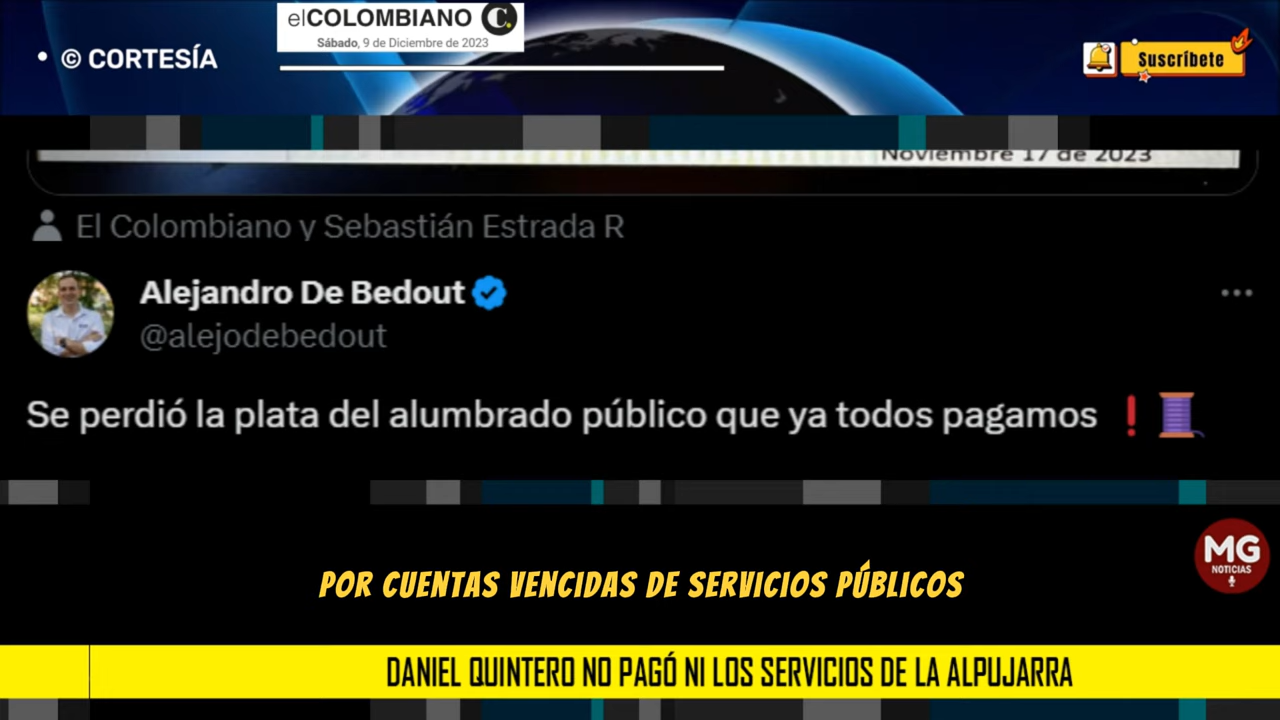 elCOLOMBIANO C.
Sábado, 9 de Diciembre de 2023
• © CORTESÍA
Suscríbete
Noviembre 17 de 2023
El Colombiano y Sebastián Estrada R
Alejandro De Bedout
@alejodebedout
Se perdió la plata del alumbrado público que ya todos pagamos ❗🧵
POR CUENTAS VENCIDAS DE SERVICIOS PÚBLICOS
MG
NOTICIAS
DANIEL QUINTERO NO PAGÓ NI LOS SERVICIOS DE LA ALPUJARRA